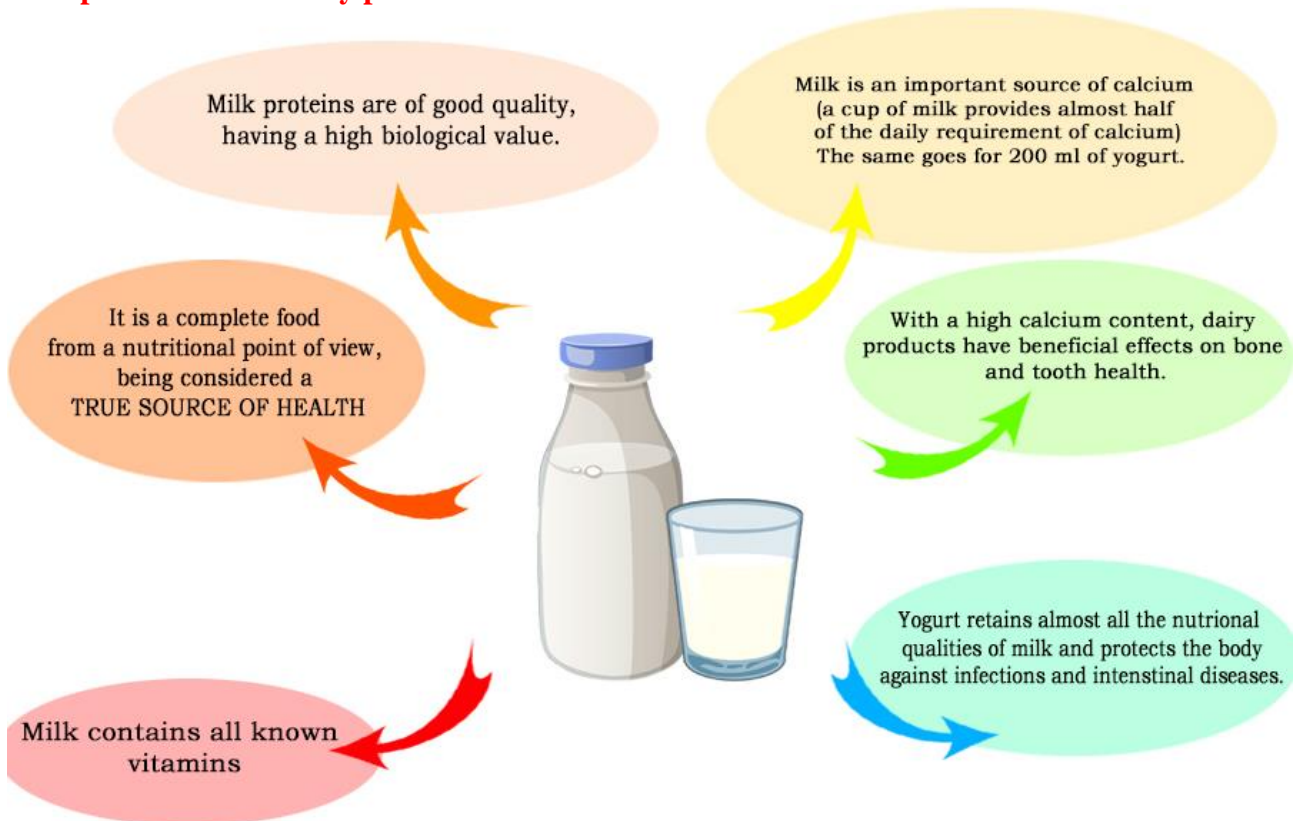 Milk proteins are of good quality,
having a high biological value.
Milk is an important source of calcium
(a cup of milk provides almost half
of the daily requirement of calcium)
The same goes for 200 ml of yogurt.
It is a complete food
from a nutritional point of view,
being considered a
TRUE SOURCE OF HEALTH
With a high calcium content, dairy
products have beneficial effects on bone
and tooth health.
Yogurt retains almost all the nutrional
qualities of milk and protects the body
against infections and intenstinal diseases.
Milk contains all known
vitamins